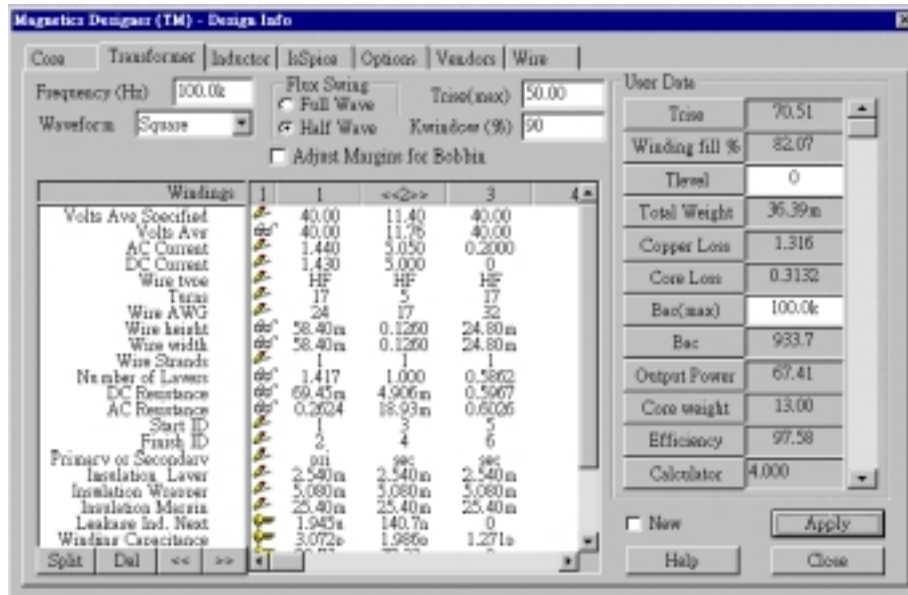 Magnetics Designer (TM) - Design Info
Core Transformer Inductor IsSpice Options Vendors Wire
Frequency (Hz) 100.0k
Waveform Square
Flux Swing
Full Wave
Half Wave
Trise(max) 50.00
Kwindow (%) 90
Adjust Margins for Bobbin
Windings 1 1 <<2>> 3 4
Volts Ave Specified 40.00 11.40 40.00
Volts Ave 40.00 11.76 40.00
AC Current 1.440 5.050 0.2000
DC Current 1.430 5.000 0
Wire type HF HF HF
Turns 17 5 17
Wire AWG 24 17 32
Wire height 58.40m 0.1260 24.80m
Wire width 58.40m 0.1260 24.80m
Wire Strands 1 1 1
Number of Layers 1.417 1.000 0.5862
DC Resistance 69.45m 4.906m 0.5967
AC Resistance 0.2624 18.93m 0.6026
Start ID 1 3 5
Finish ID 2 4 6
Primary or Secondary pri sec sec
Insulation Layer 2.540m 2.540m 2.540m
Insulation Wrapper 5.080m 5.080m 5.080m
Insulation Margin 25.40m 25.40m 25.40m
Leakage Ind. Next 1.945u 140.7n 0
Winding Capacitance 3.072p 1.986p 1.271p
Split Del << >>
User Data
Trise 70.51
Winding fill % 82.07
Tlevel 0
Total Weight 36.39m
Copper Loss 1.316
Core Loss 0.3132
Bac(max) 100.0k
Bac 933.7
Output Power 67.41
Core weight 13.00
Efficiency 97.58
Calculator 4.000
New Apply
Help Close